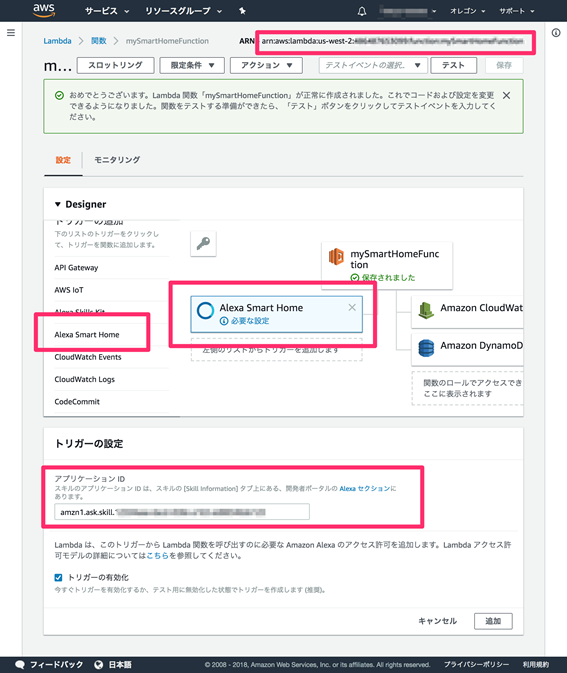 aws サービス リソースグループ オレゴン サポート
Lambda 関数 mySmartHomeFunction ARN arn:aws:lambda:us-west-2:
m... スロットリング 限定条件 アクション テストイベントの選択.. テスト 保存
おめでとうございます。Lambda 関数「mySmartHomeFunction」が正常に作成されました。これでコードおよび設定を変更
できるようになりました。関数をテストする準備ができたら、「テスト」ボタンをクリックしてテストイベントを入力してく
ださい。
設定 モニタリング
Designer
トリガーの追加
下のリストのトリガーをクリックし
て、トリガーを関数に追加します。
API Gateway
AWS IoT
Alexa Skills Kit
Alexa Smart Home
CloudWatch Events
CloudWatch Logs
CodeCommit
mySmartHomeFunc
tion
保存されました
Alexa Smart Home
必要な設定
左側のリストからトリガーを追加します
Amazon CloudWat
Amazon DynamoD
関数のロールでアクセスでき
ここに表示されます
トリガーの設定
アプリケーション ID
スキルのアプリケーション ID は、スキルの [Skill Information] タブ上にある、開発者ポータルの Alexa セクションに
あります。
amzn1.ask.skill.
Lambda は、このトリガーから Lambda 関数を呼び出すのに必要な Amazon Alexa のアクセス許可を追加します。Lambda アクセス許
可モデルの詳細についてはこちらを参照してください。
トリガーの有効化
今すぐトリガーを有効化するか、テスト用に無効化した状態でトリガーを作成します (推奨)。
キャンセル 追加
フィードバック 日本語 © 2008 - 2018, Amazon Web Services, Inc. or its affiliates. All rights reserved. プライバシーポリシー 利用規約